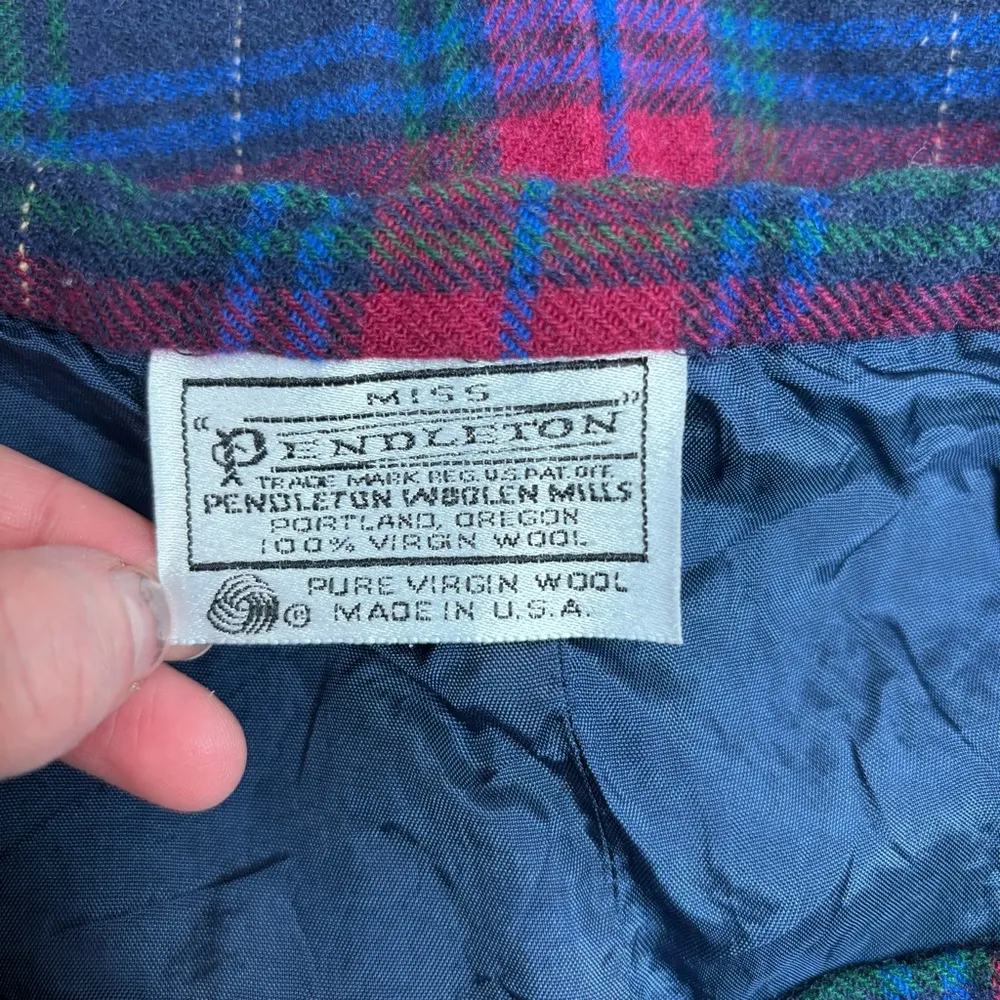 MISS
"PENDLETON"
TRADE MARK REG. U.S. PAT. OFF.
PENDLETON WOOLEN MILLS
PORTLAND, OREGON
100% VIRGIN WOOL
PURE VIRGIN WOOL
® MADE IN U.S.A.